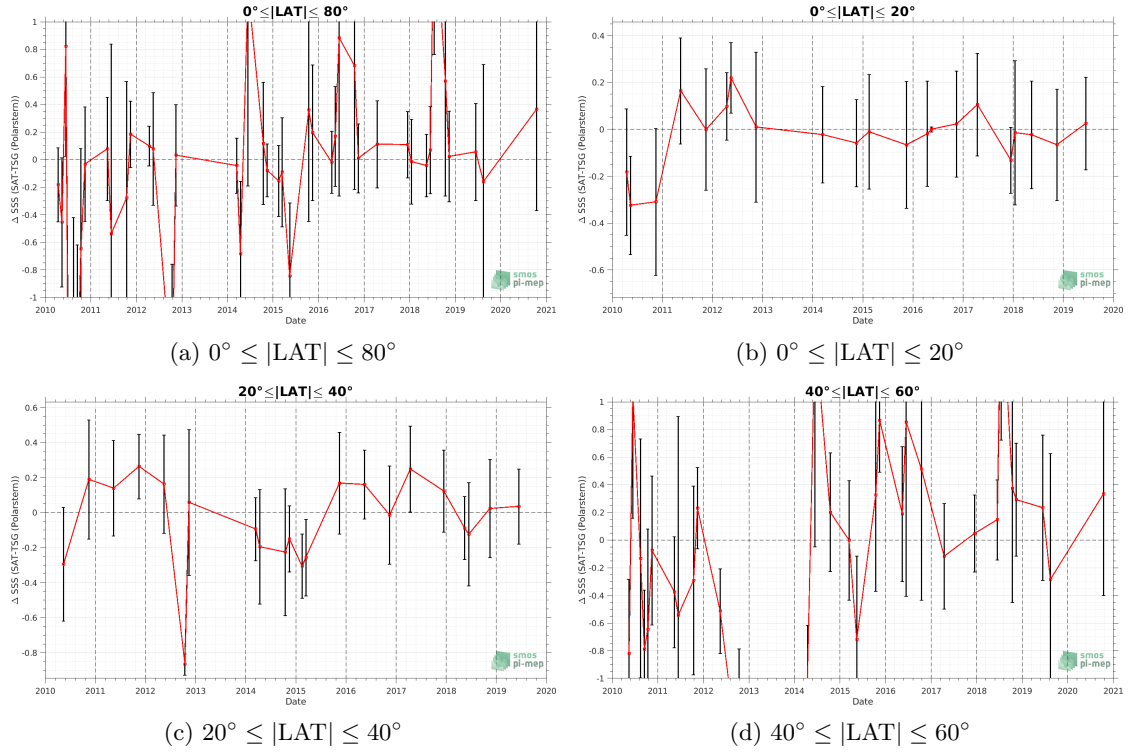 0°≤|LAT|≤ 80°
Δ SSS (SAT-TSG (Polarstern))
1
0.8
0.6
0.4
0.2
0
-0.2
-0.4
-0.6
-0.8
-1
2010 2011 2012 2013 2014 2015 2016 2017 2018 2019 2020 2021
Date
smos
pi-mep
(a) 0° ≤ |LAT| ≤ 80°
0°≤|LAT|≤ 20°
Δ SSS (SAT-TSG (Polarstern))
0.4
0.2
0
-0.2
-0.4
-0.6
2010 2011 2012 2013 2014 2015 2016 2017 2018 2019 2020
Date
smos
pi-mep
(b) 0° ≤ |LAT| ≤ 20°
20°≤|LAT|≤ 40°
Δ SSS (SAT-TSG (Polarstern))
0.6
0.4
0.2
0
-0.2
-0.4
-0.6
-0.8
2010 2011 2012 2013 2014 2015 2016 2017 2018 2019 2020
Date
smos
pi-mep
(c) 20° ≤ |LAT| ≤ 40°
40°≤|LAT|≤ 60°
Δ SSS (SAT-TSG (Polarstern))
1
0.8
0.6
0.4
0.2
0
-0.2
-0.4
-0.6
-0.8
-1
2010 2011 2012 2013 2014 2015 2016 2017 2018 2019 2020 2021
Date
smos
pi-mep
(d) 40° ≤ |LAT| ≤ 60°